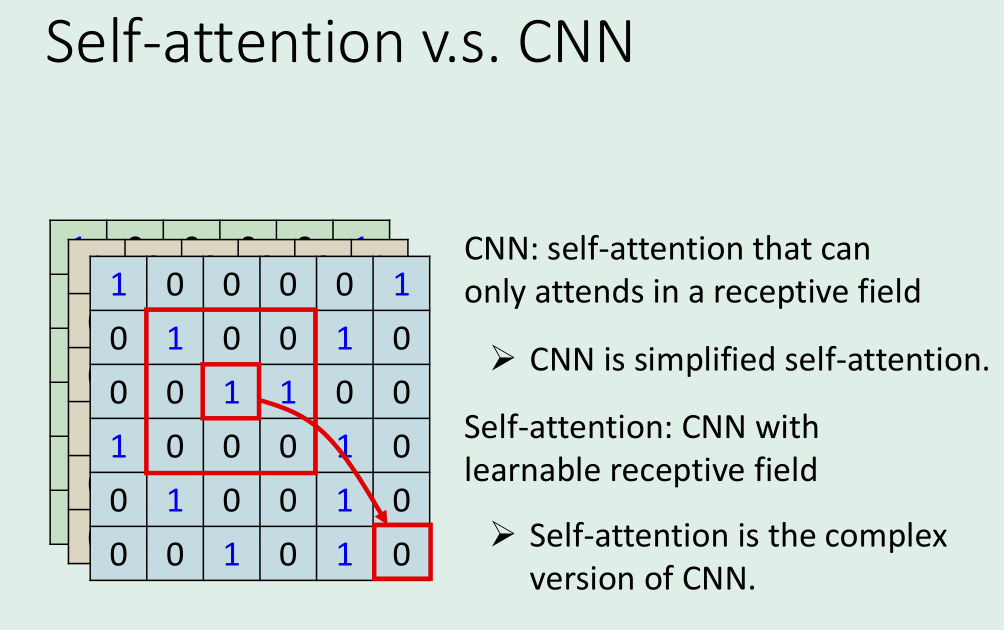 Self-attention v.s. CNN
1 0 0 0 0 1
0 1 0 0 1 0
0 0 1 1 0 0
1 0 0 0 1 0
0 1 0 0 1 0
0 0 1 0 1 0
CNN: self-attention that can
only attends in a receptive field
➢ CNN is simplified self-attention.
Self-attention: CNN with
learnable receptive field
➢ Self-attention is the complex
version of CNN.